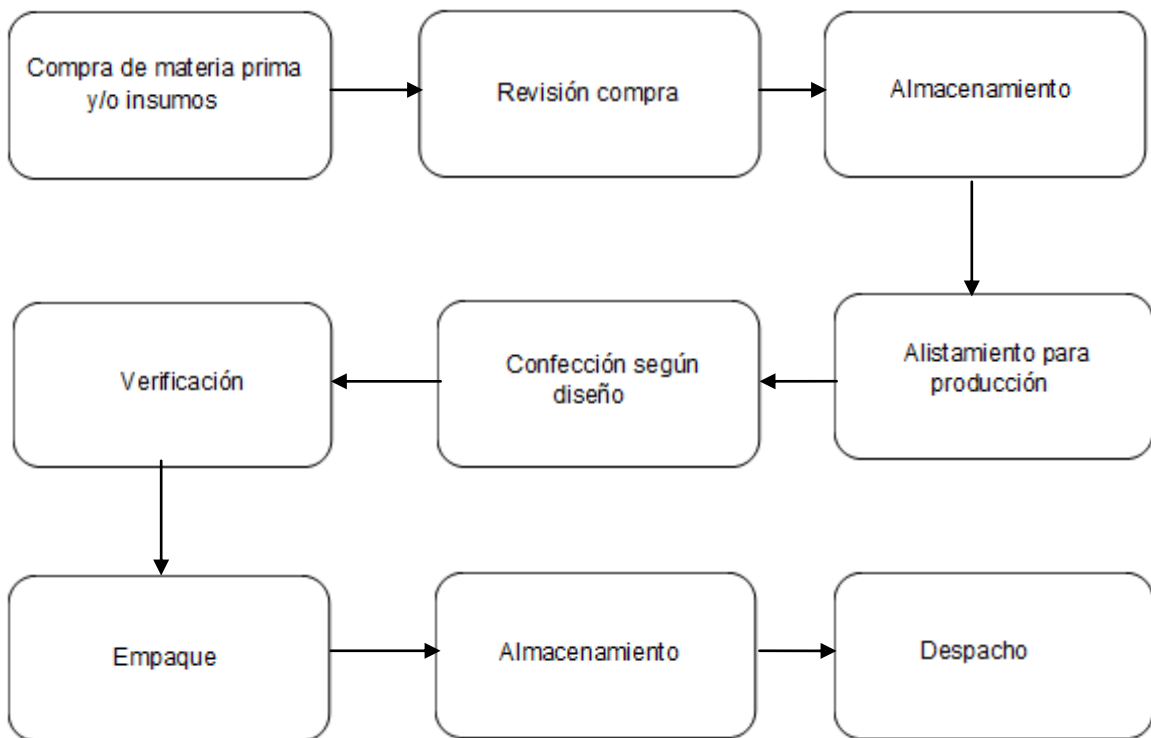 Compra de materia prima
y/o insumos
Revisión compra
Almacenamiento
Alistamiento para
producción
Confección según
diseño
Verificación
Empaque
Almacenamiento
Despacho